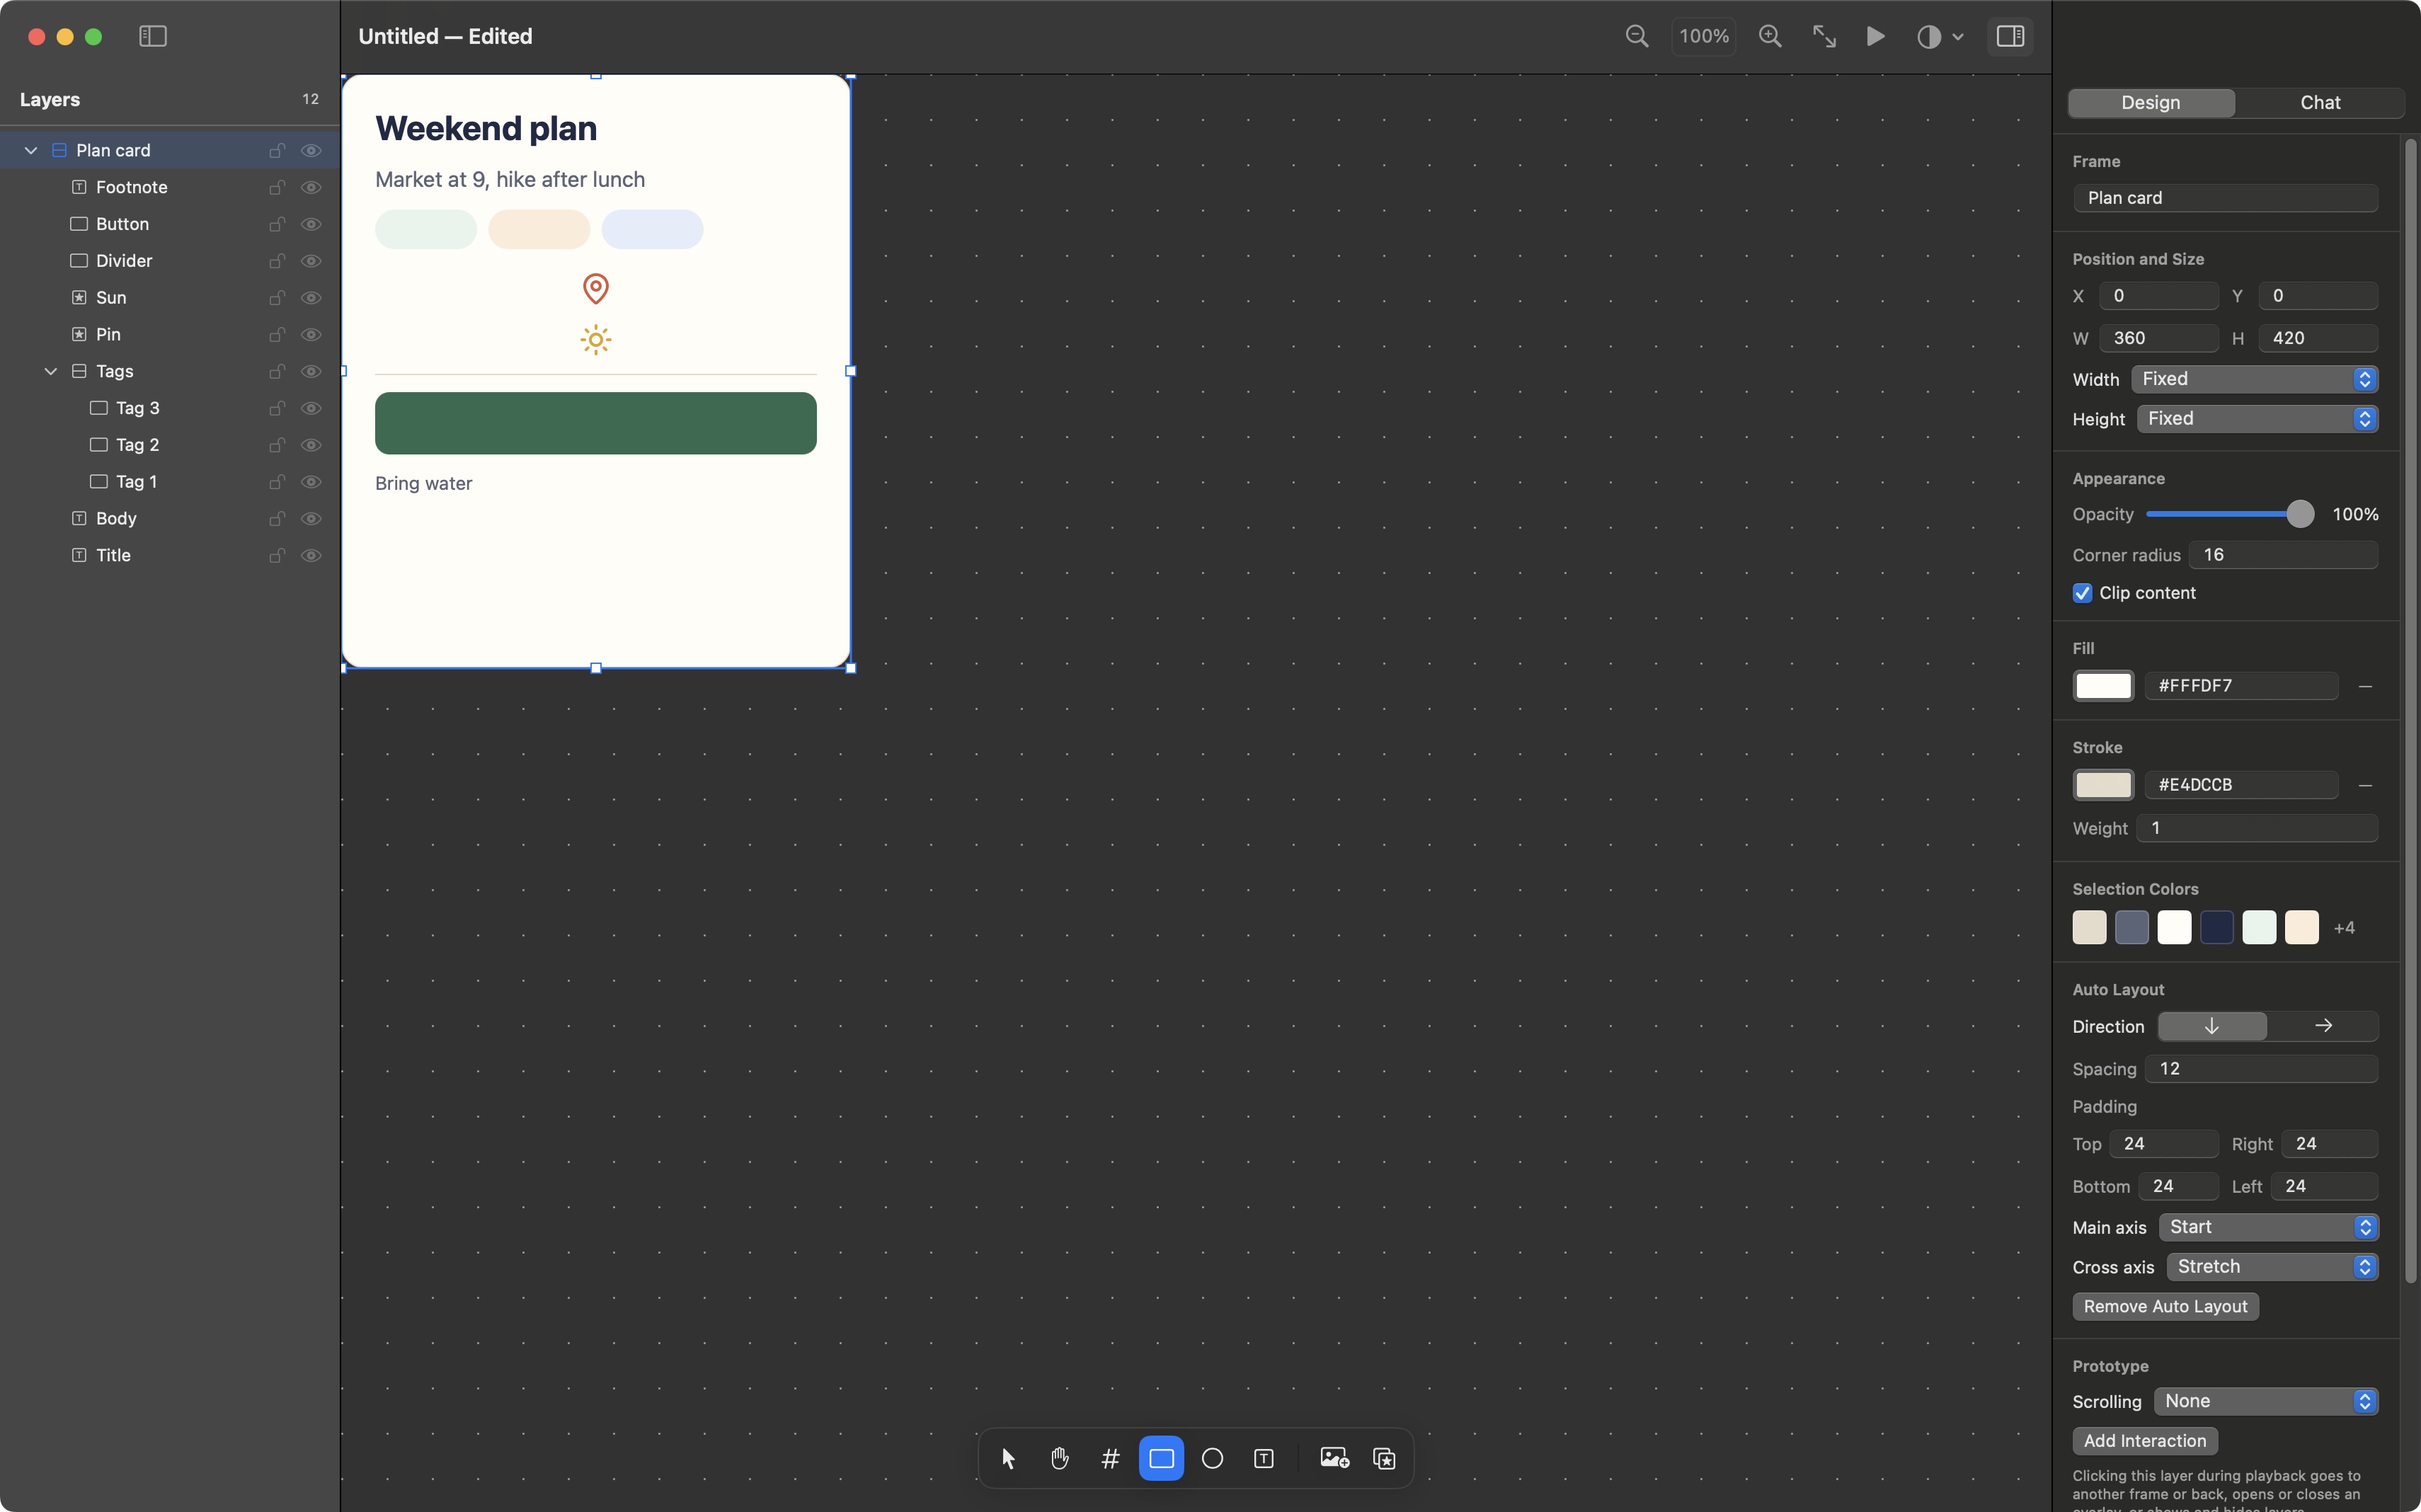 Untitled — Edited
100%
Layers
12
Plan card
Footnote
Button
Divider
Sun
Pin
Tags
Tag 3
Tag 2
Tag 1
Body
Title
Weekend plan
Market at 9, hike after lunch
Bring water
Design
Chat
Frame
Plan card
Position and Size
X 0 Y 0
W 360 H 420
Width Fixed
Height Fixed
Appearance
Opacity 100%
Corner radius 16
Clip content
Fill
#FFFDF7
Stroke
#E4DCCB
Weight 1
Selection Colors
+4
Auto Layout
Direction
Spacing 12
Padding
Top 24 Right 24
Bottom 24 Left 24
Main axis Start
Cross axis Stretch
Remove Auto Layout
Prototype
Scrolling None
Add Interaction
Clicking this layer during playback goes to
another frame or back, opens or closes an